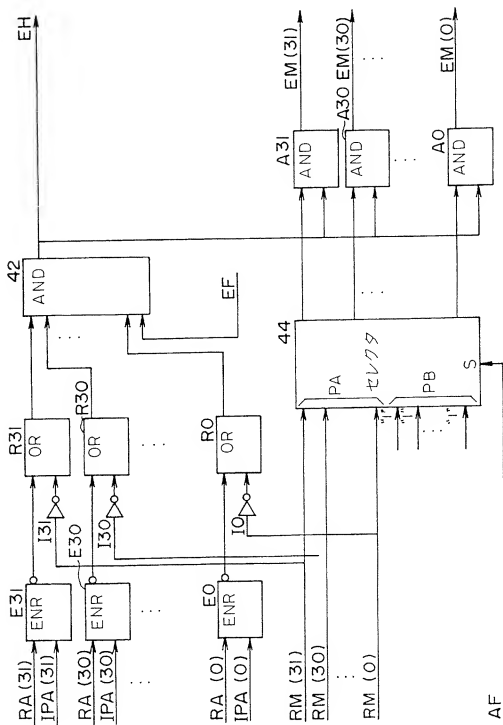 EH
42
AND
EF
R31
OR
R30
OR
R0
OR
I31
I30
I0
E31
ENR
E30
ENR
E0
ENR
RA (31)
IPA (31)
RA (30)
IPA (30)
RA (0)
IPA (0)
EM (31)
EM (30)
EM (0)
A31
AND
A30
AND
A0
AND
44
PA
セレクタ
PB
S
"1"
"1"
"1"
RM (31)
RM (30)
RM (0)
AF